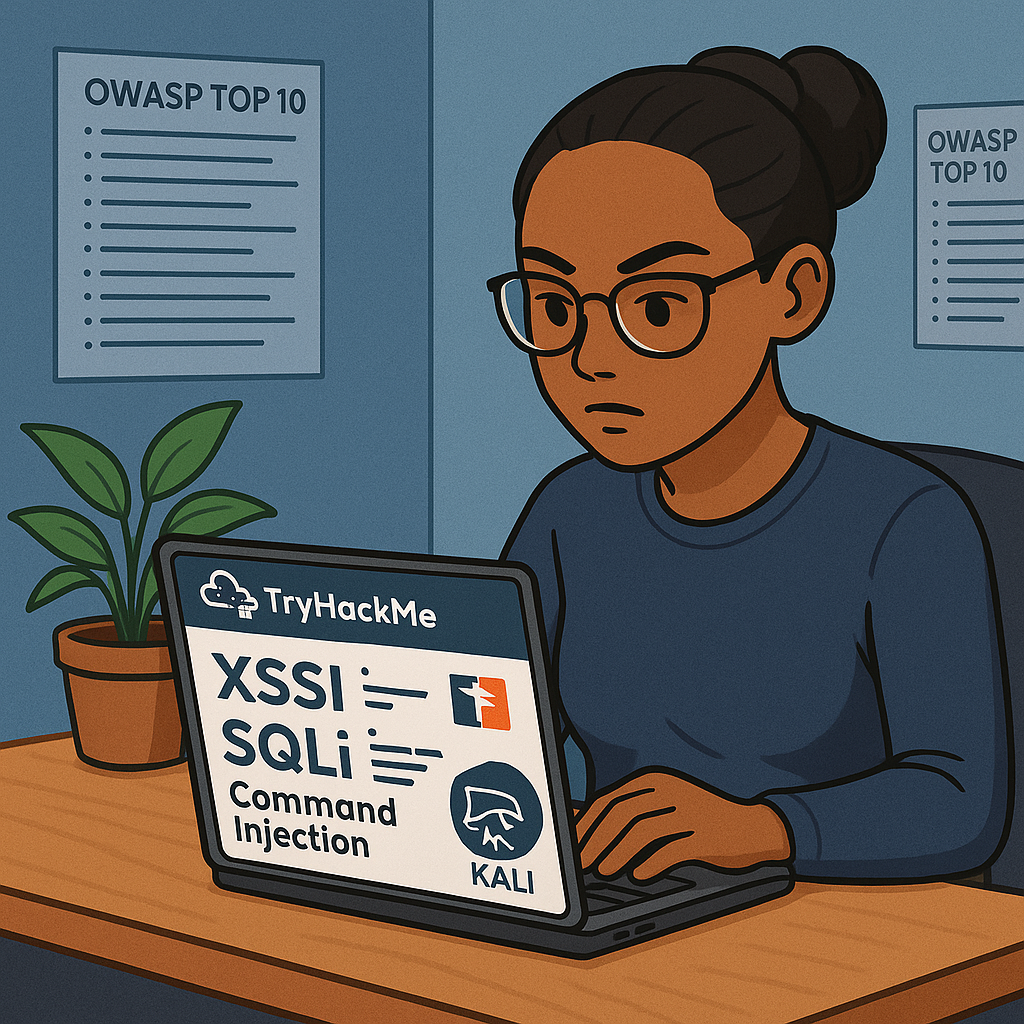 OWASP TOP 10
OWASP
TOP 10
TryHackMe
XSSI
SQLi
Command
Injection
KALI